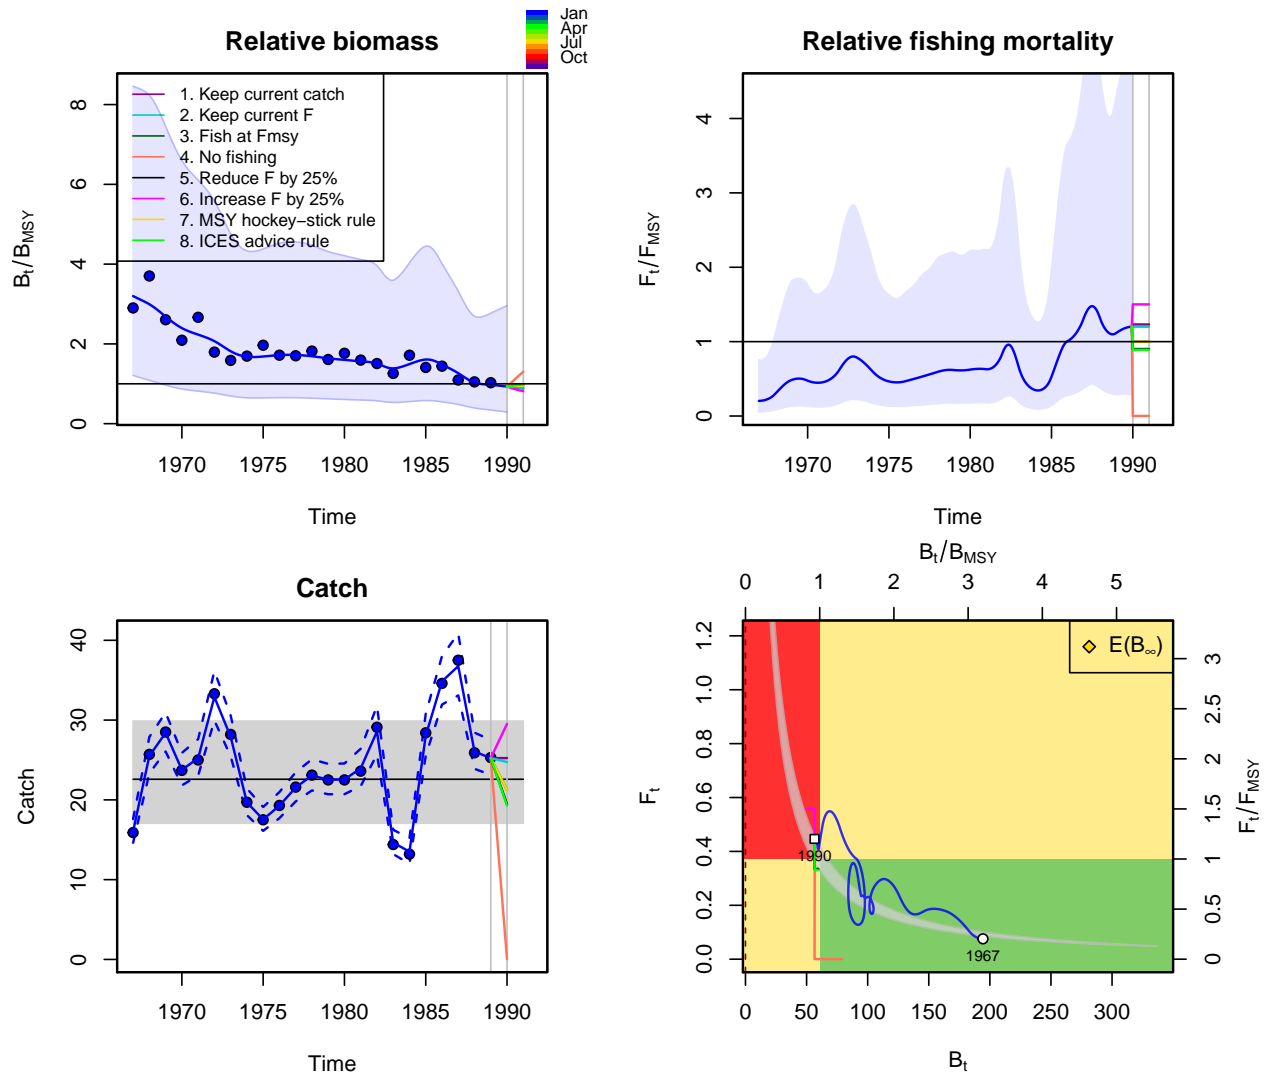 Relative biomass
Jan
Apr
Jul
Oct
1. Keep current catch
2. Keep current F
3. Fish at Fmsy
4. No fishing
5. Reduce F by 25%
6. Increase F by 25%
7. MSY hockey−stick rule
8. ICES advice rule
0 2 4 6 8
Bt/BMSY
1970 1975 1980 1985 1990
Time
Relative fishing mortality
0 1 2 3 4
Ft/FMSY
1970 1975 1980 1985 1990
Time
Catch
0 10 20 30 40
Catch
1970 1975 1980 1985 1990
Time
Bt/BMSY
0 1 2 3 4 5
E(B∞)
1990
1967
0.0 0.2 0.4 0.6 0.8 1.0 1.2
Ft
0 0.5 1 1.5 2 2.5 3
Ft/FMSY
0 50 100 150 200 250 300
Bt